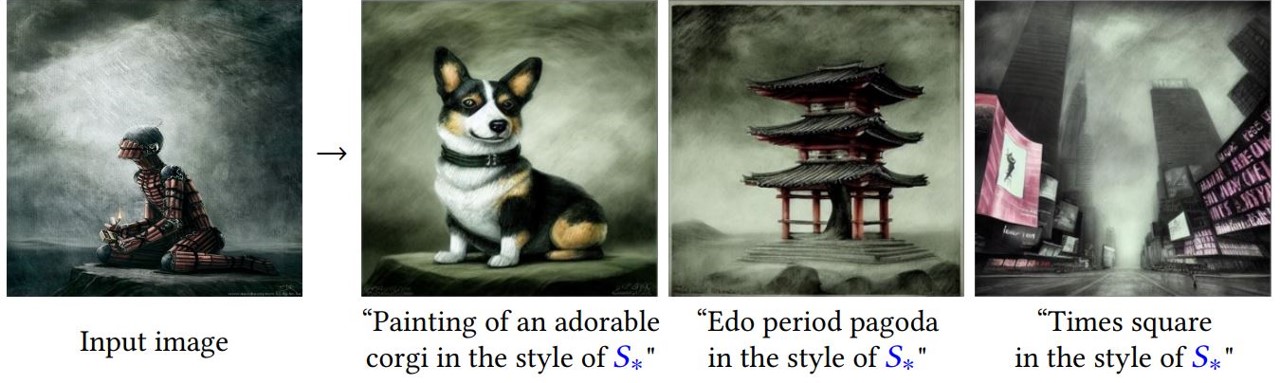 Input image
“Painting of an adorable
corgi in the style of S*"
“Edo period pagoda
in the style of S*"
“Times square
in the style of S*"